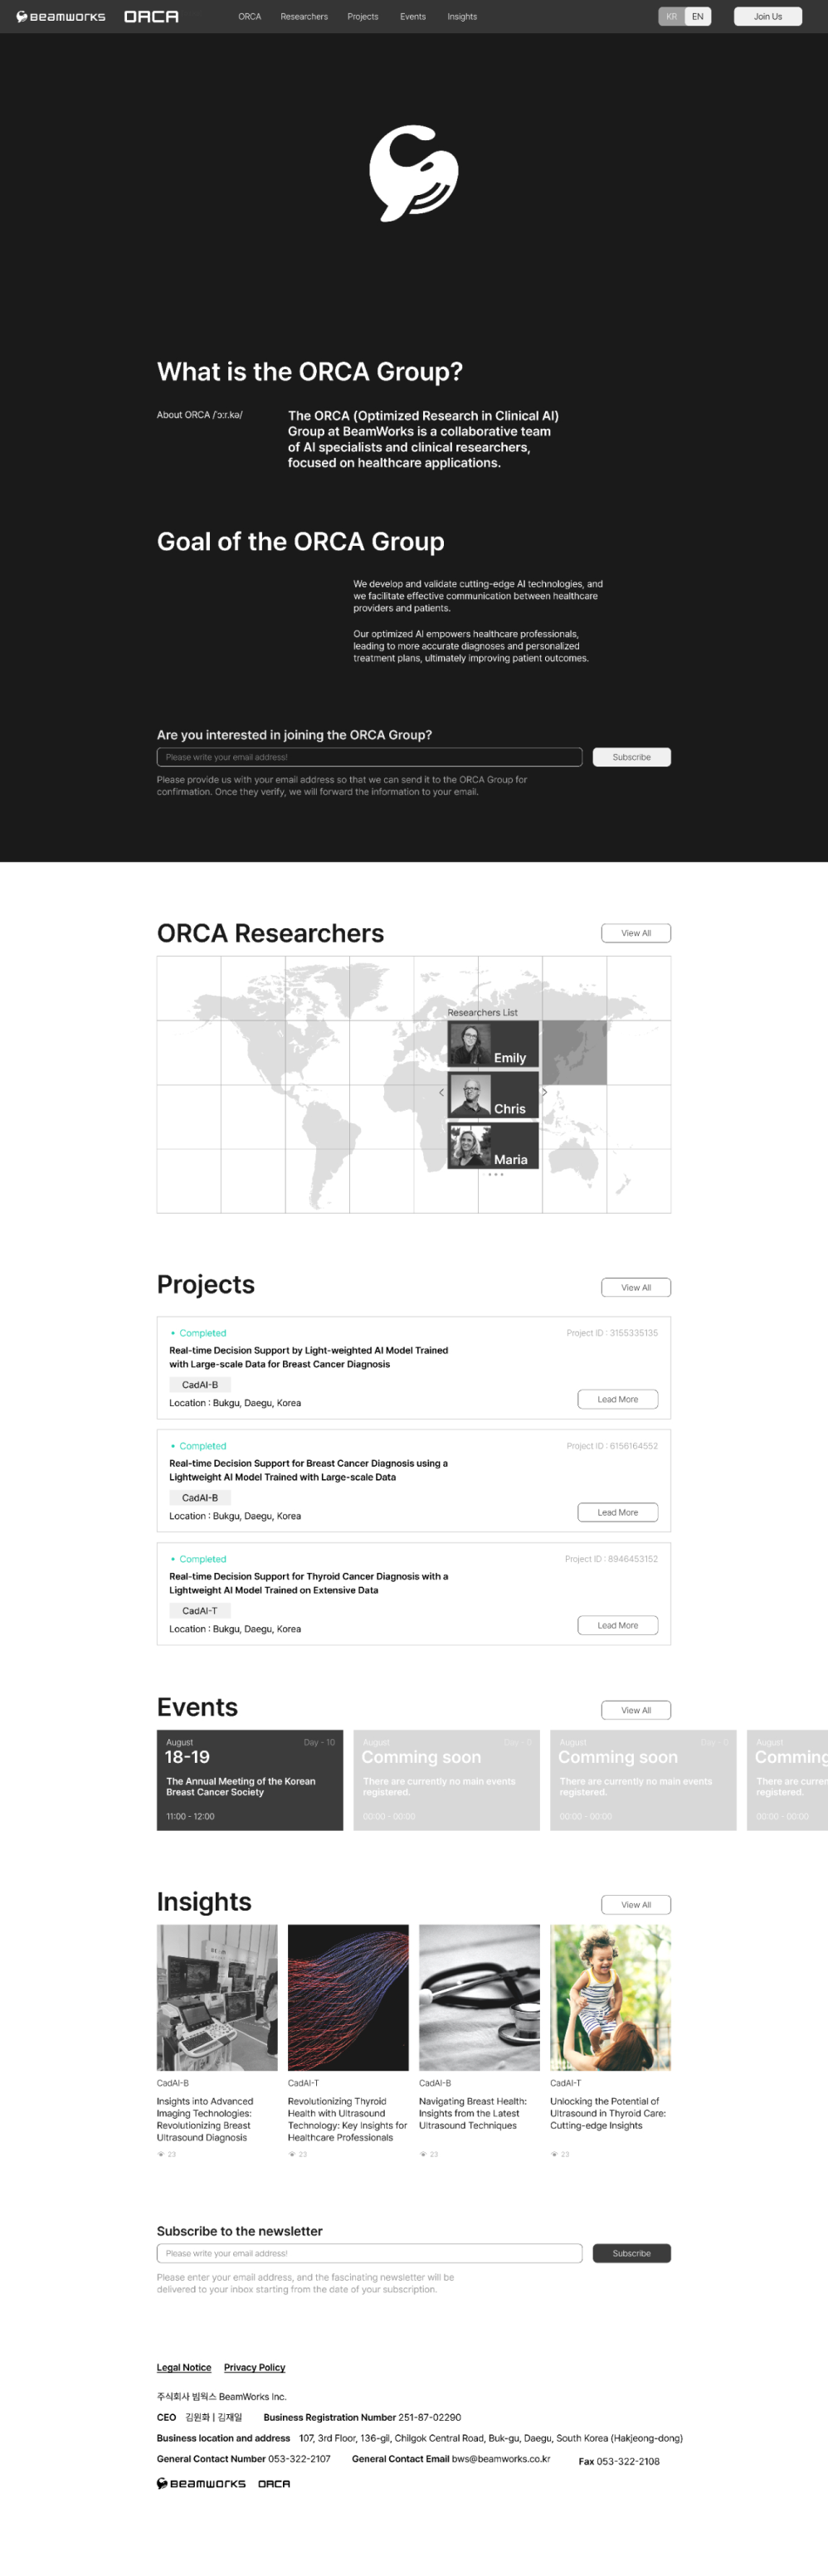 BeamWorks ORCA ORCA Researchers Projects Events Insights KR EN Join Us
What is the ORCA Group?
About ORCA /ˈɔːr.kə/
The ORCA (Optimized Research in Clinical AI)
Group at BeamWorks is a collaborative team
of AI specialists and clinical researchers,
focused on healthcare applications.
Goal of the ORCA Group
We develop and validate cutting-edge AI technologies, and
we facilitate effective communication between healthcare
providers and patients.
Our optimized AI empowers healthcare professionals,
leading to more accurate diagnoses and personalized
treatment plans, ultimately improving patient outcomes.
Are you interested in joining the ORCA Group?
Please write your email address! Subscribe
Please provide us with your email address so that we can send it to the ORCA Group for
confirmation. Once they verify, we will forward the information to your email.
ORCA Researchers View All
Researchers List
Emily
< Chris >
Maria
Projects View All
• Completed Project ID : 3155335135
Real-time Decision Support by Light-weighted AI Model Trained
with Large-scale Data for Breast Cancer Diagnosis
CadAI-B
Location : Bukgu, Daegu, Korea Lead More
• Completed Project ID : 6156164552
Real-time Decision Support for Breast Cancer Diagnosis using a
Lightweight AI Model Trained with Large-scale Data
CadAI-B
Location : Bukgu, Daegu, Korea Lead More
• Completed Project ID : 8946453152
Real-time Decision Support for Thyroid Cancer Diagnosis with a
Lightweight AI Model Trained on Extensive Data
CadAI-T
Location : Bukgu, Daegu, Korea Lead More
Events View All
August Day - 10
18-19
The Annual Meeting of the Korean
Breast Cancer Society
11:00 - 12:00
August Day - 0
Comming soon
There are currently no main events
registered.
00:00 - 00:00
August Day - 0
Comming soon
There are currently no main events
registered.
00:00 - 00:00
August
Comming
There are curren
registered.
00:00 - 00:00
Insights View All
CadAI-B
Insights into Advanced
Imaging Technologies:
Revolutionizing Breast
Ultrasound Diagnosis
23
CadAI-T
Revolutionizing Thyroid
Health with Ultrasound
Technology: Key Insights for
Healthcare Professionals
23
CadAI-B
Navigating Breast Health:
Insights from the Latest
Ultrasound Techniques
23
CadAI-T
Unlocking the Potential of
Ultrasound in Thyroid Care:
Cutting-edge Insights
23
Subscribe to the newsletter
Please write your email address! Subscribe
Please enter your email address, and the fascinating newsletter will be
delivered to your inbox starting from the date of your subscription.
Legal Notice Privacy Policy
주식회사 빔웍스 BeamWorks Inc.
CEO 김원화 | 김재일 Business Registration Number 251-87-02290
Business location and address 107, 3rd Floor, 136-gil, Chilgok Central Road, Buk-gu, Daegu, South Korea (Hakjeong-dong)
General Contact Number 053-322-2107 General Contact Email bws@beamworks.co.kr Fax 053-322-2108
BeamWorks ORCA